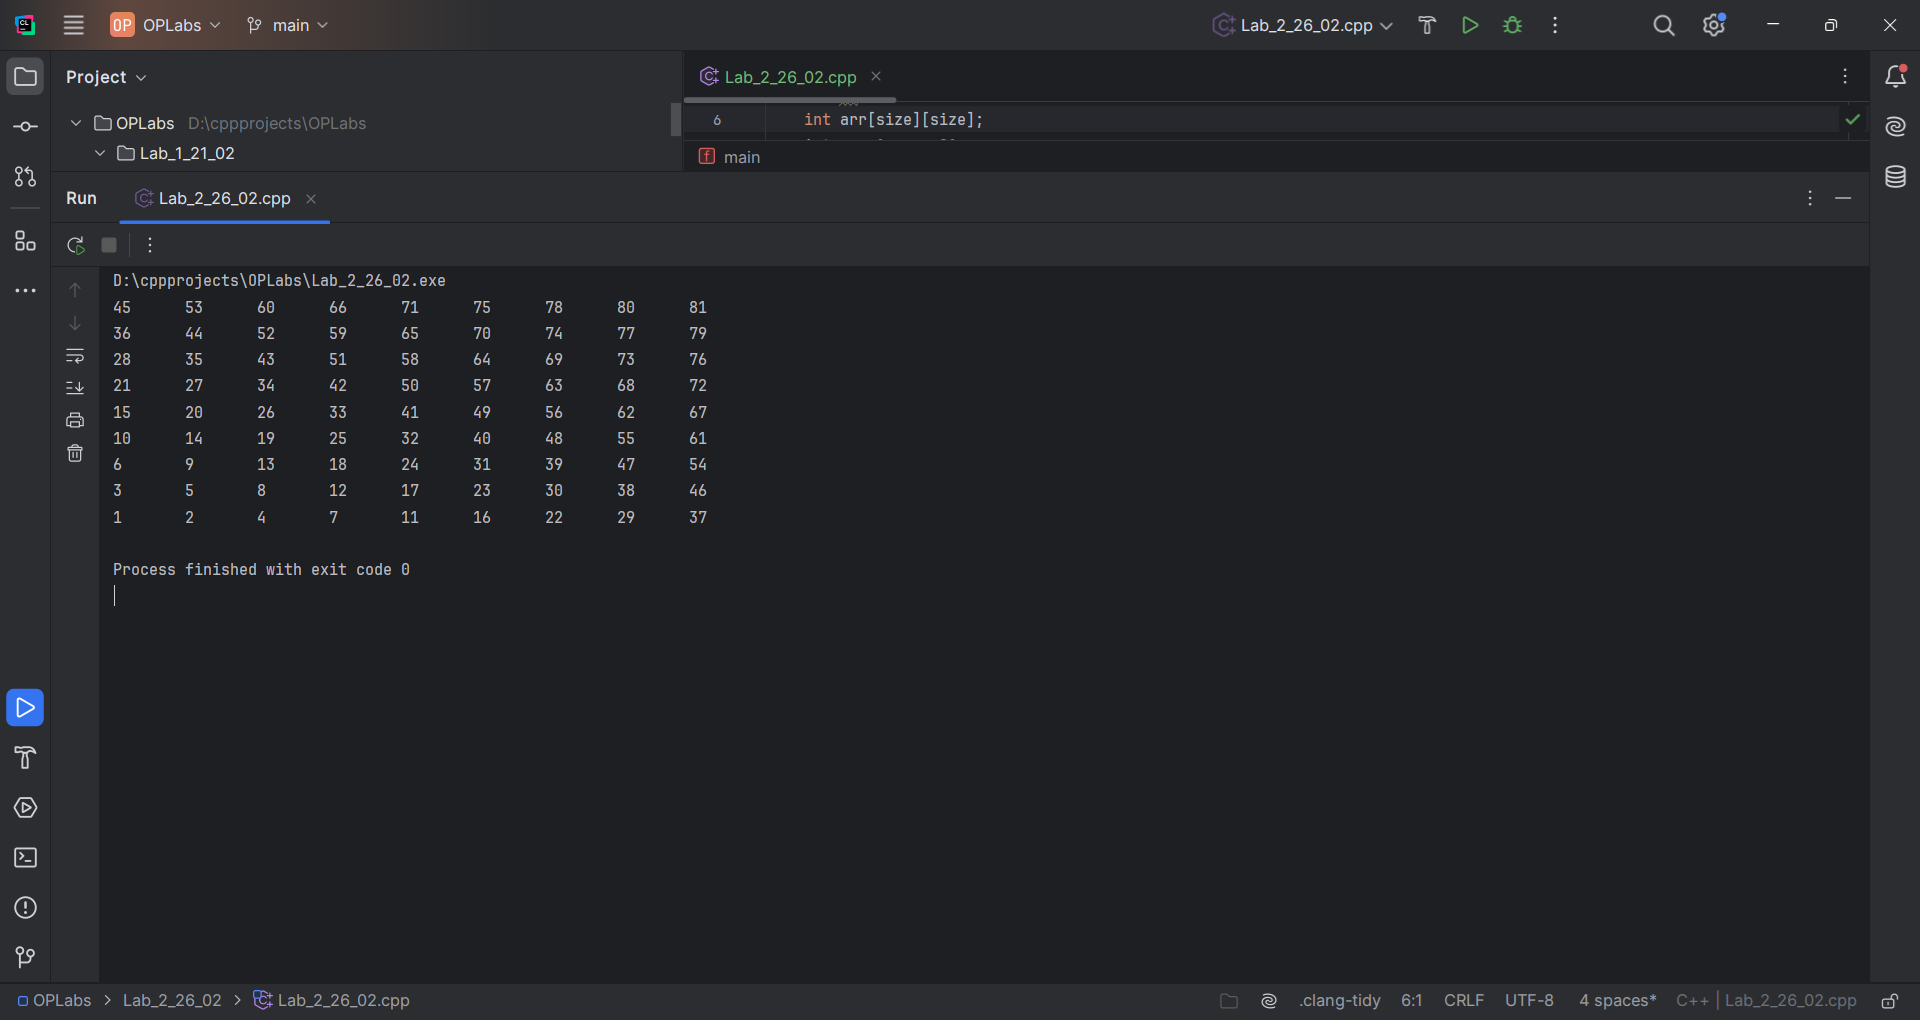 OP OPLabs main Lab_2_26_02.cpp
Project
Lab_2_26_02.cpp
OPLabs D:\cppprojects\OPLabs
6 int arr[size][size];
Lab_1_21_02
main
Run Lab_2_26_02.cpp
D:\cppprojects\OPLabs\Lab_2_26_02.exe
45 53 60 66 71 75 78 80 81
36 44 52 59 65 70 74 77 79
28 35 43 51 58 64 69 73 76
21 27 34 42 50 57 63 68 72
15 20 26 33 41 49 56 62 67
10 14 19 25 32 40 48 55 61
6 9 13 18 24 31 39 47 54
3 5 8 12 17 23 30 38 46
1 2 4 7 11 16 22 29 37
Process finished with exit code 0
OPLabs > Lab_2_26_02 > Lab_2_26_02.cpp .clang-tidy 6:1 CRLF UTF-8 4 spaces* C++ | Lab_2_26_02.cpp